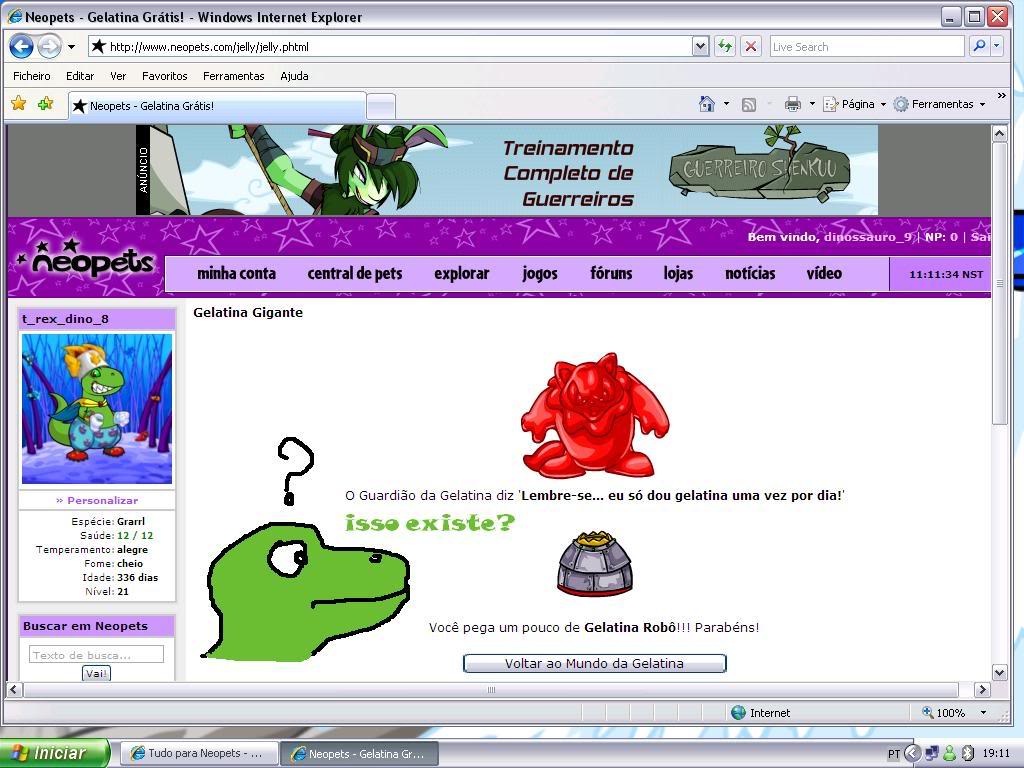 Neopets - Gelatina Grátis! - Windows Internet Explorer
http://www.neopets.com/jelly/jelly.phtml
Live Search
Ficheiro Editar Ver Favoritos Ferramentas Ajuda
Neopets - Gelatina Grátis!
Página
Ferramentas
ANÚNCIO
Treinamento
Completo de
Guerreiros
GUERREIRO SHENKUU
Bem vindo, dinossauro_9 | NP: 0 | Sai
neopets
minha conta central de pets explorar jogos fóruns lojas notícias vídeo 11:11:34 NST
t_rex_dino_8
» Personalizar
Espécie: Grarrl
Saúde: 12 / 12
Temperamento: alegre
Fome: cheio
Idade: 336 dias
Nível: 21
Buscar em Neopets
Texto de busca...
Vai!
Gelatina Gigante
?
O Guardião da Gelatina diz 'Lembre-se... eu só dou gelatina uma vez por dia!'
isso existe?
Você pega um pouco de Gelatina Robô!!! Parabéns!
Voltar ao Mundo da Gelatina
Internet
100%
Iniciar
Tudo para Neopets - ...
Neopets - Gelatina Gr...
PT
19:11